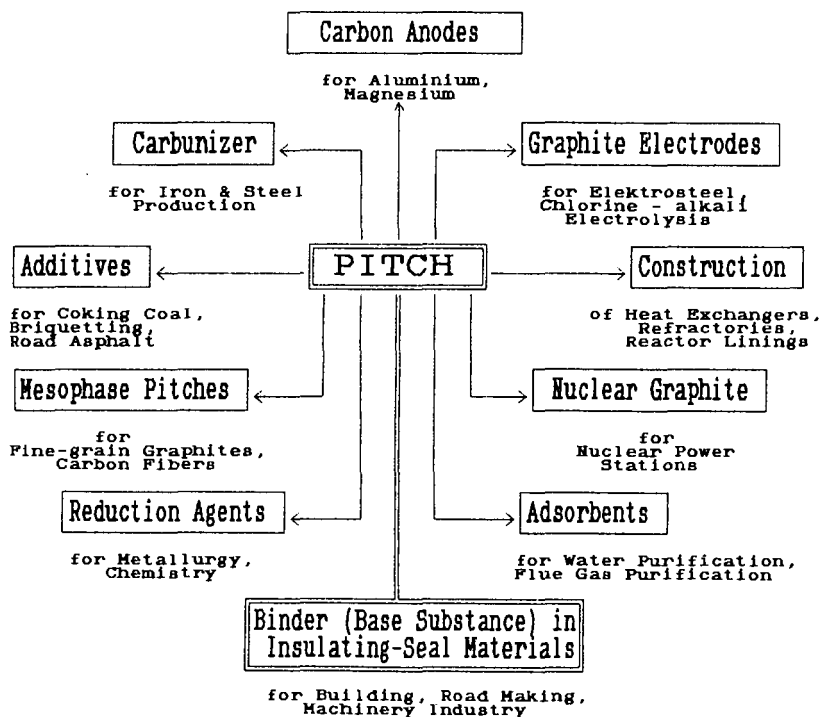 Carbon Anodes
for Aluminium,
Magnesium
Carbunizer
for Iron & Steel
Production
Graphite Electrodes
for Elektrosteel,
Chlorine - alkali
Electrolysis
PITCH
Additives
for Coking Coal,
Briquetting,
Road Asphalt
Construction
of Heat Exchangers,
Refractories,
Reactor Linings
Mesophase Pitches
for
Fine-grain Graphites,
Carbon Fibers
Nuclear Graphite
for
Nuclear Power
Stations
Reduction Agents
for Metallurgy,
Chemistry
Adsorbents
for Water Purification,
Flue Gas Purification
Binder (Base Substance) in
Insulating-Seal Materials
for Building, Road Making,
Machinery Industry